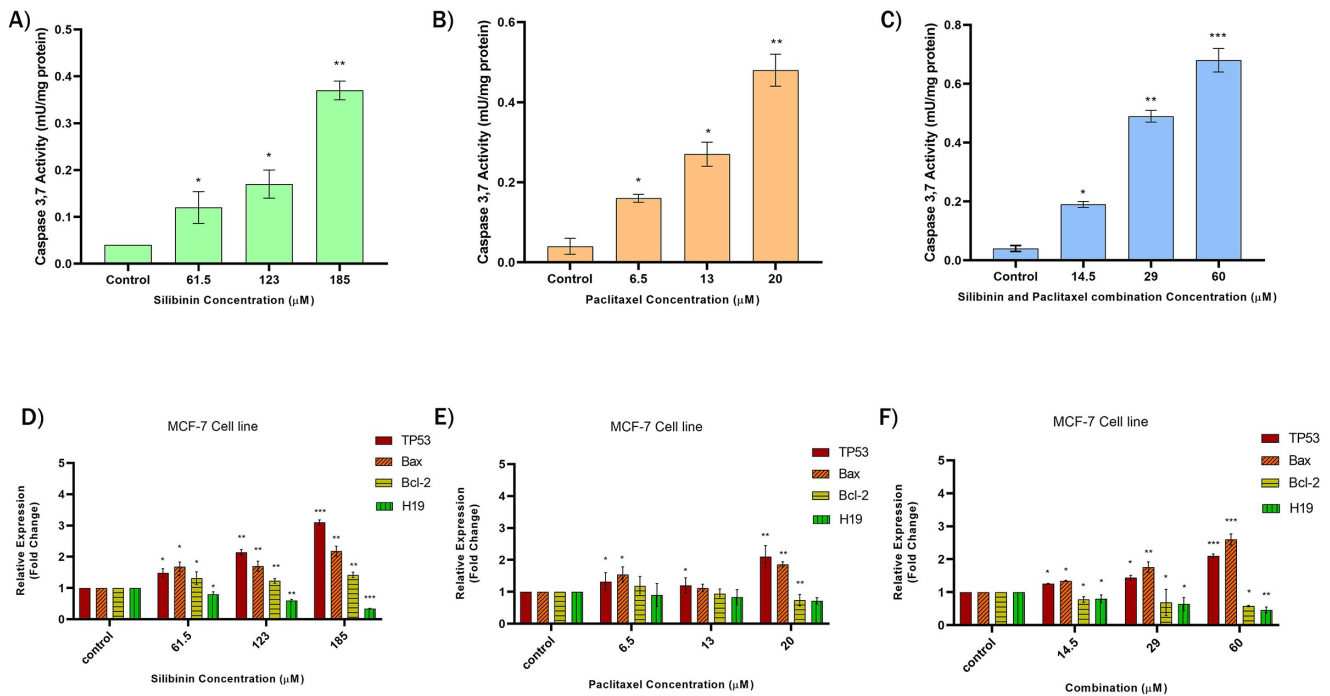 A)
Caspase 3,7 Activity (mU/mg protein)
0.5
0.4
0.3
0.2
0.1
0.0
*
*
**
Control 61.5 123 185
Silibinin Concentration (μM)
B)
Caspase 3,7 Activity (mU/mg protein)
0.6
0.4
0.2
0.0
*
*
**
Control 6.5 13 20
Paclitaxel Concentration (μM)
C)
Caspase 3,7 Activity (mU/mg protein)
0.8
0.6
0.4
0.2
0.0
*
**
***
Control 14.5 29 60
Silibinin and Paclitaxel combination Concentration (μM)
D)
MCF-7 Cell line
TP53
Bax
Bcl-2
H19
Relative Expression
(Fold Change)
5
4
3
2
1
0
* * * *
** ** ** **
*** ** ** ***
control 61.5 123 185
Silibinin Concentration (μM)
E)
MCF-7 Cell line
TP53
Bax
Bcl-2
H19
Relative Expression
(Fold Change)
5
4
3
2
1
0
* *
*
** ** **
control 6.5 13 20
Paclitaxel Concentration (μM)
F)
MCF-7 Cell line
TP53
Bax
Bcl-2
H19
Relative Expression
(Fold Change)
5
4
3
2
1
0
* * * *
* ** * *
*** *** * **
control 14.5 29 60
Combination (μM)